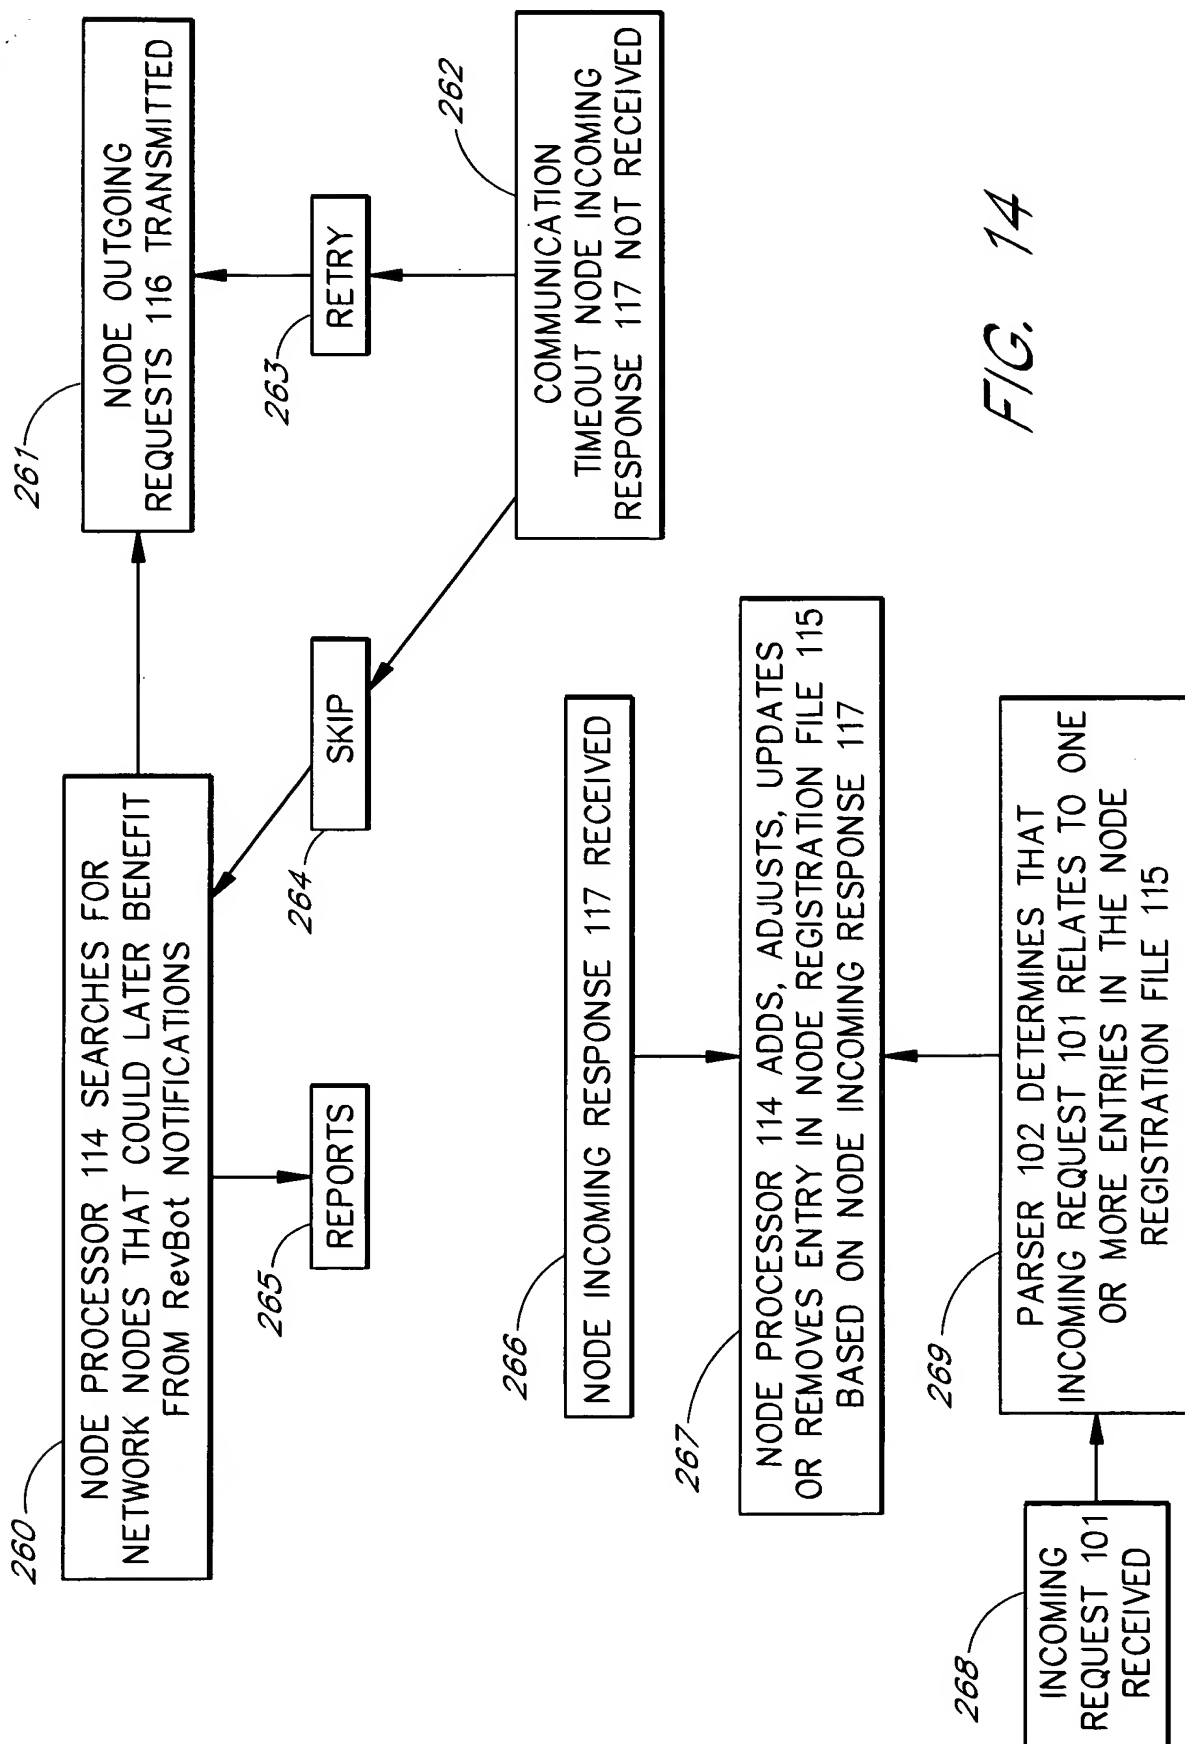 260
NODE PROCESSOR 114 SEARCHES FOR
NETWORK NODES THAT COULD LATER BENEFIT
FROM RevBot NOTIFICATIONS
261
NODE OUTGOING
REQUESTS 116 TRANSMITTED
265
REPORTS
264
SKIP
263
RETRY
262
COMMUNICATION
TIMEOUT NODE INCOMING
RESPONSE 117 NOT RECEIVED
266
NODE INCOMING RESPONSE 117 RECEIVED
267
NODE PROCESSOR 114 ADDS, ADJUSTS, UPDATES
OR REMOVES ENTRY IN NODE REGISTRATION FILE 115
BASED ON NODE INCOMING RESPONSE 117
268
INCOMING
REQUEST 101
RECEIVED
269
PARSER 102 DETERMINES THAT
INCOMING REQUEST 101 RELATES TO ONE
OR MORE ENTRIES IN THE NODE
REGISTRATION FILE 115
FIG. 14